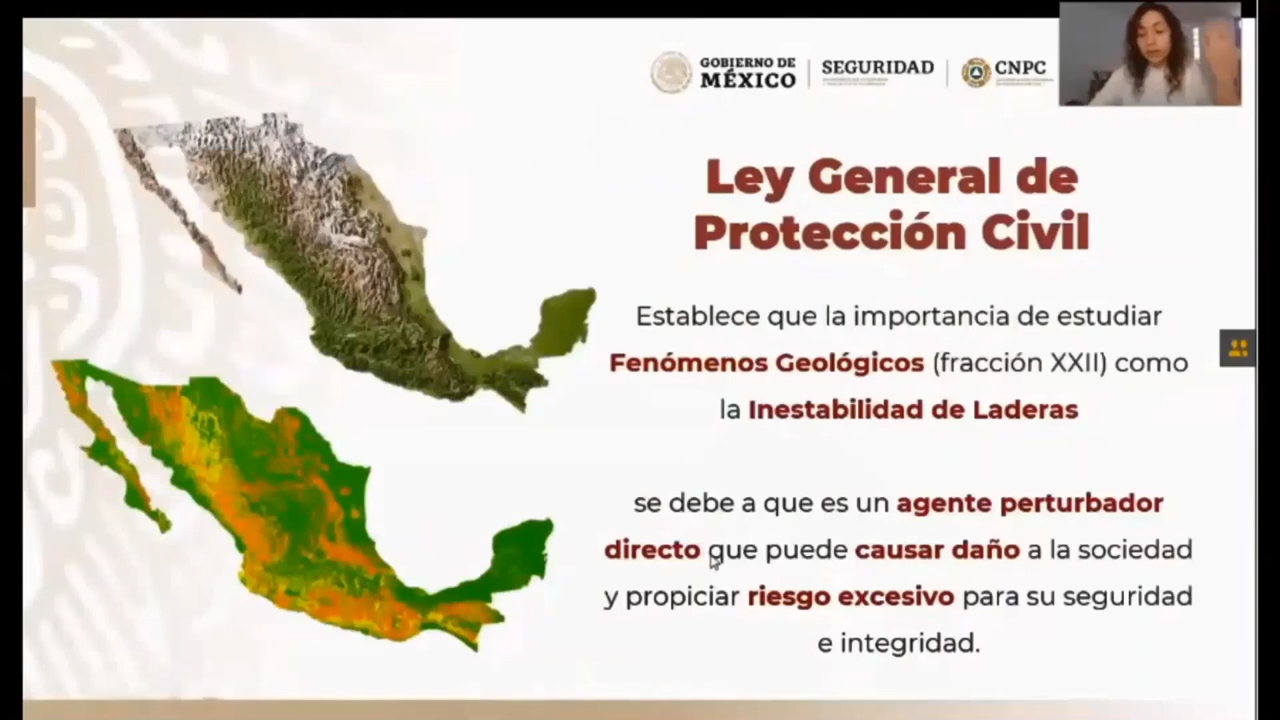 GOBIERNO DE
MÉXICO
SEGURIDAD
CNPC
Ley General de
Protección Civil
Establece que la importancia de estudiar
Fenómenos Geológicos (fracción XXII) como
la Inestabilidad de Laderas
se debe a que es un agente perturbador
directo que puede causar daño a la sociedad
y propiciar riesgo excesivo para su seguridad
e integridad.